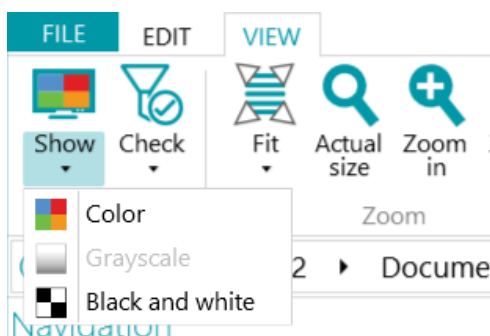 FILE EDIT VIEW
Show Check Fit Actual size Zoom in
Zoom
Color
Grayscale
2 Docume
Black and white
Navigation